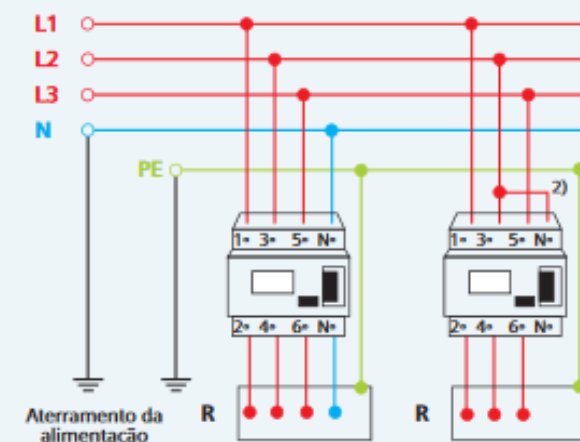 L1
L2
L3
N
PE
2)
1 3 5 N 1 3 5 N
2 4 6 N 2 4 6 N
R R
Aterramento da
alimentação